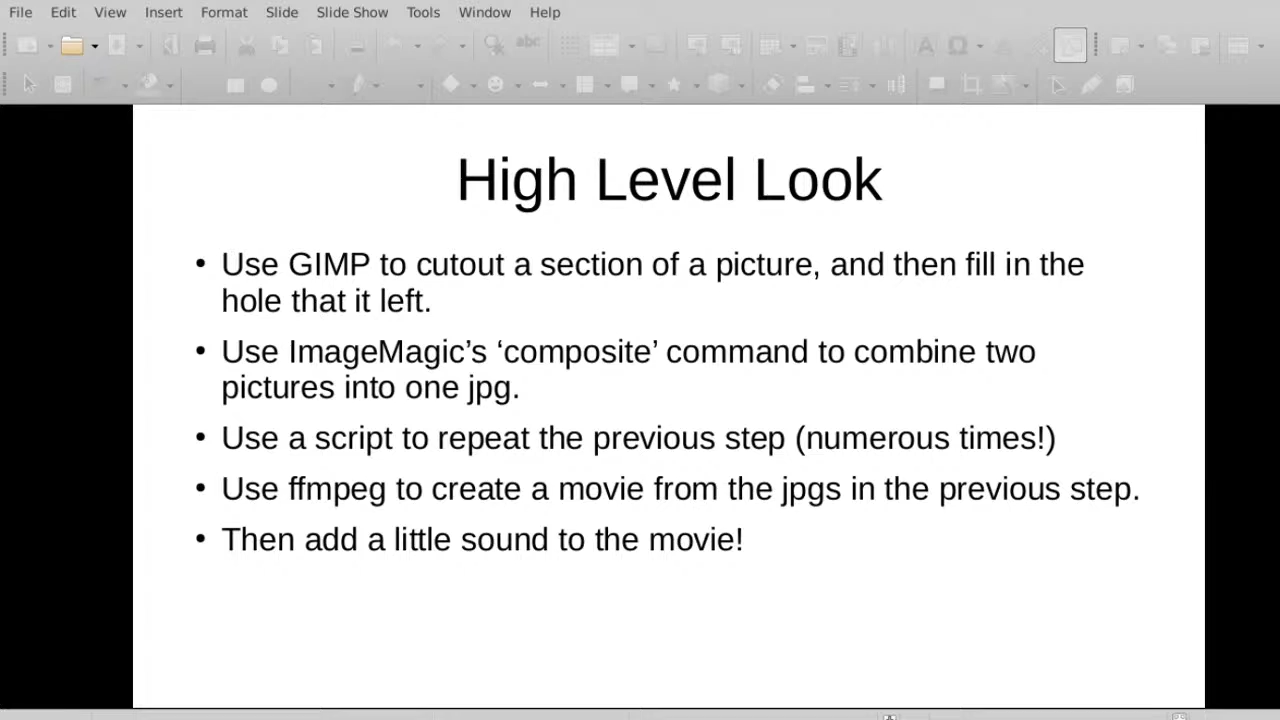 File Edit View Insert Format Slide Slide Show Tools Window Help
abc
High Level Look
• Use GIMP to cutout a section of a picture, and then fill in the
hole that it left.
• Use ImageMagic’s ‘composite’ command to combine two
pictures into one jpg.
• Use a script to repeat the previous step (numerous times!)
• Use ffmpeg to create a movie from the jpgs in the previous step.
• Then add a little sound to the movie!